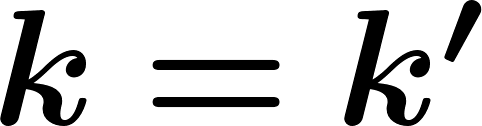 k = k′